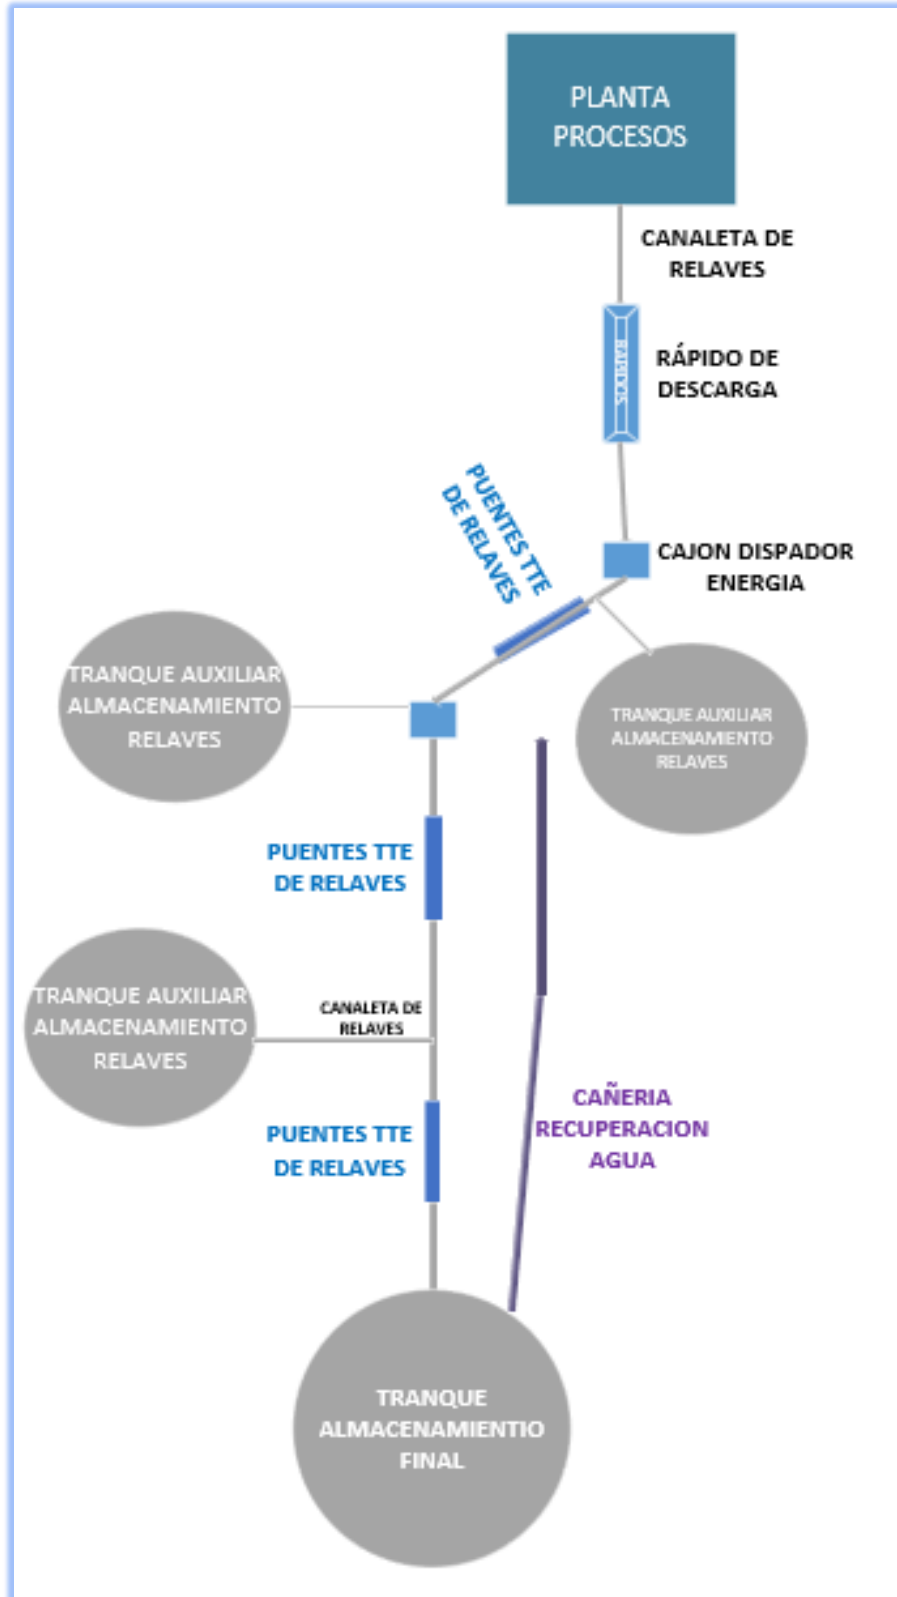 PLANTA
PROCESOS
CANALETA DE
RELAVES
RAPIDOS
RÁPIDO DE
DESCARGA
PUENTES TTE
DE RELAVES
CAJON DISPADOR
ENERGIA
TRANQUE AUXILIAR
ALMACENAMIENTO
RELAVES
TRANQUE AUXILIAR
ALMACENAMIENTO
RELAVES
PUENTES TTE
DE RELAVES
TRANQUE AUXILIAR
ALMACENAMIENTO
RELAVES
CANALETA DE
RELAVES
PUENTES TTE
DE RELAVES
CAÑERIA
RECUPERACION
AGUA
TRANQUE
ALMACENAMIENTIO
FINAL